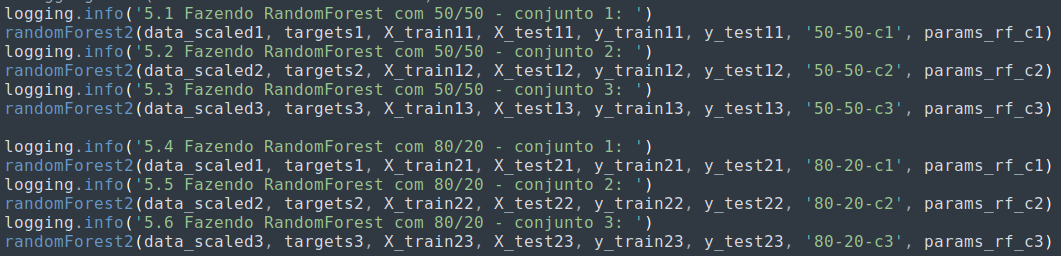 logging.info('5.1 Fazendo RandomForest com 50/50 - conjunto 1: ')
randomForest2(data_scaled1, targets1, X_train11, X_test11, y_train11, y_test11, '50-50-c1', params_rf_c1)
logging.info('5.2 Fazendo RandomForest com 50/50 - conjunto 2: ')
randomForest2(data_scaled2, targets2, X_train12, X_test12, y_train12, y_test12, '50-50-c2', params_rf_c2)
logging.info('5.3 Fazendo RandomForest com 50/50 - conjunto 3: ')
randomForest2(data_scaled3, targets3, X_train13, X_test13, y_train13, y_test13, '50-50-c3', params_rf_c3)
logging.info('5.4 Fazendo RandomForest com 80/20 - conjunto 1: ')
randomForest2(data_scaled1, targets1, X_train21, X_test21, y_train21, y_test21, '80-20-c1', params_rf_c1)
logging.info('5.5 Fazendo RandomForest com 80/20 - conjunto 2: ')
randomForest2(data_scaled2, targets2, X_train22, X_test22, y_train22, y_test22, '80-20-c2', params_rf_c2)
logging.info('5.6 Fazendo RandomForest com 80/20 - conjunto 3: ')
randomForest2(data_scaled3, targets3, X_train23, X_test23, y_train23, y_test23, '80-20-c3', params_rf_c3)